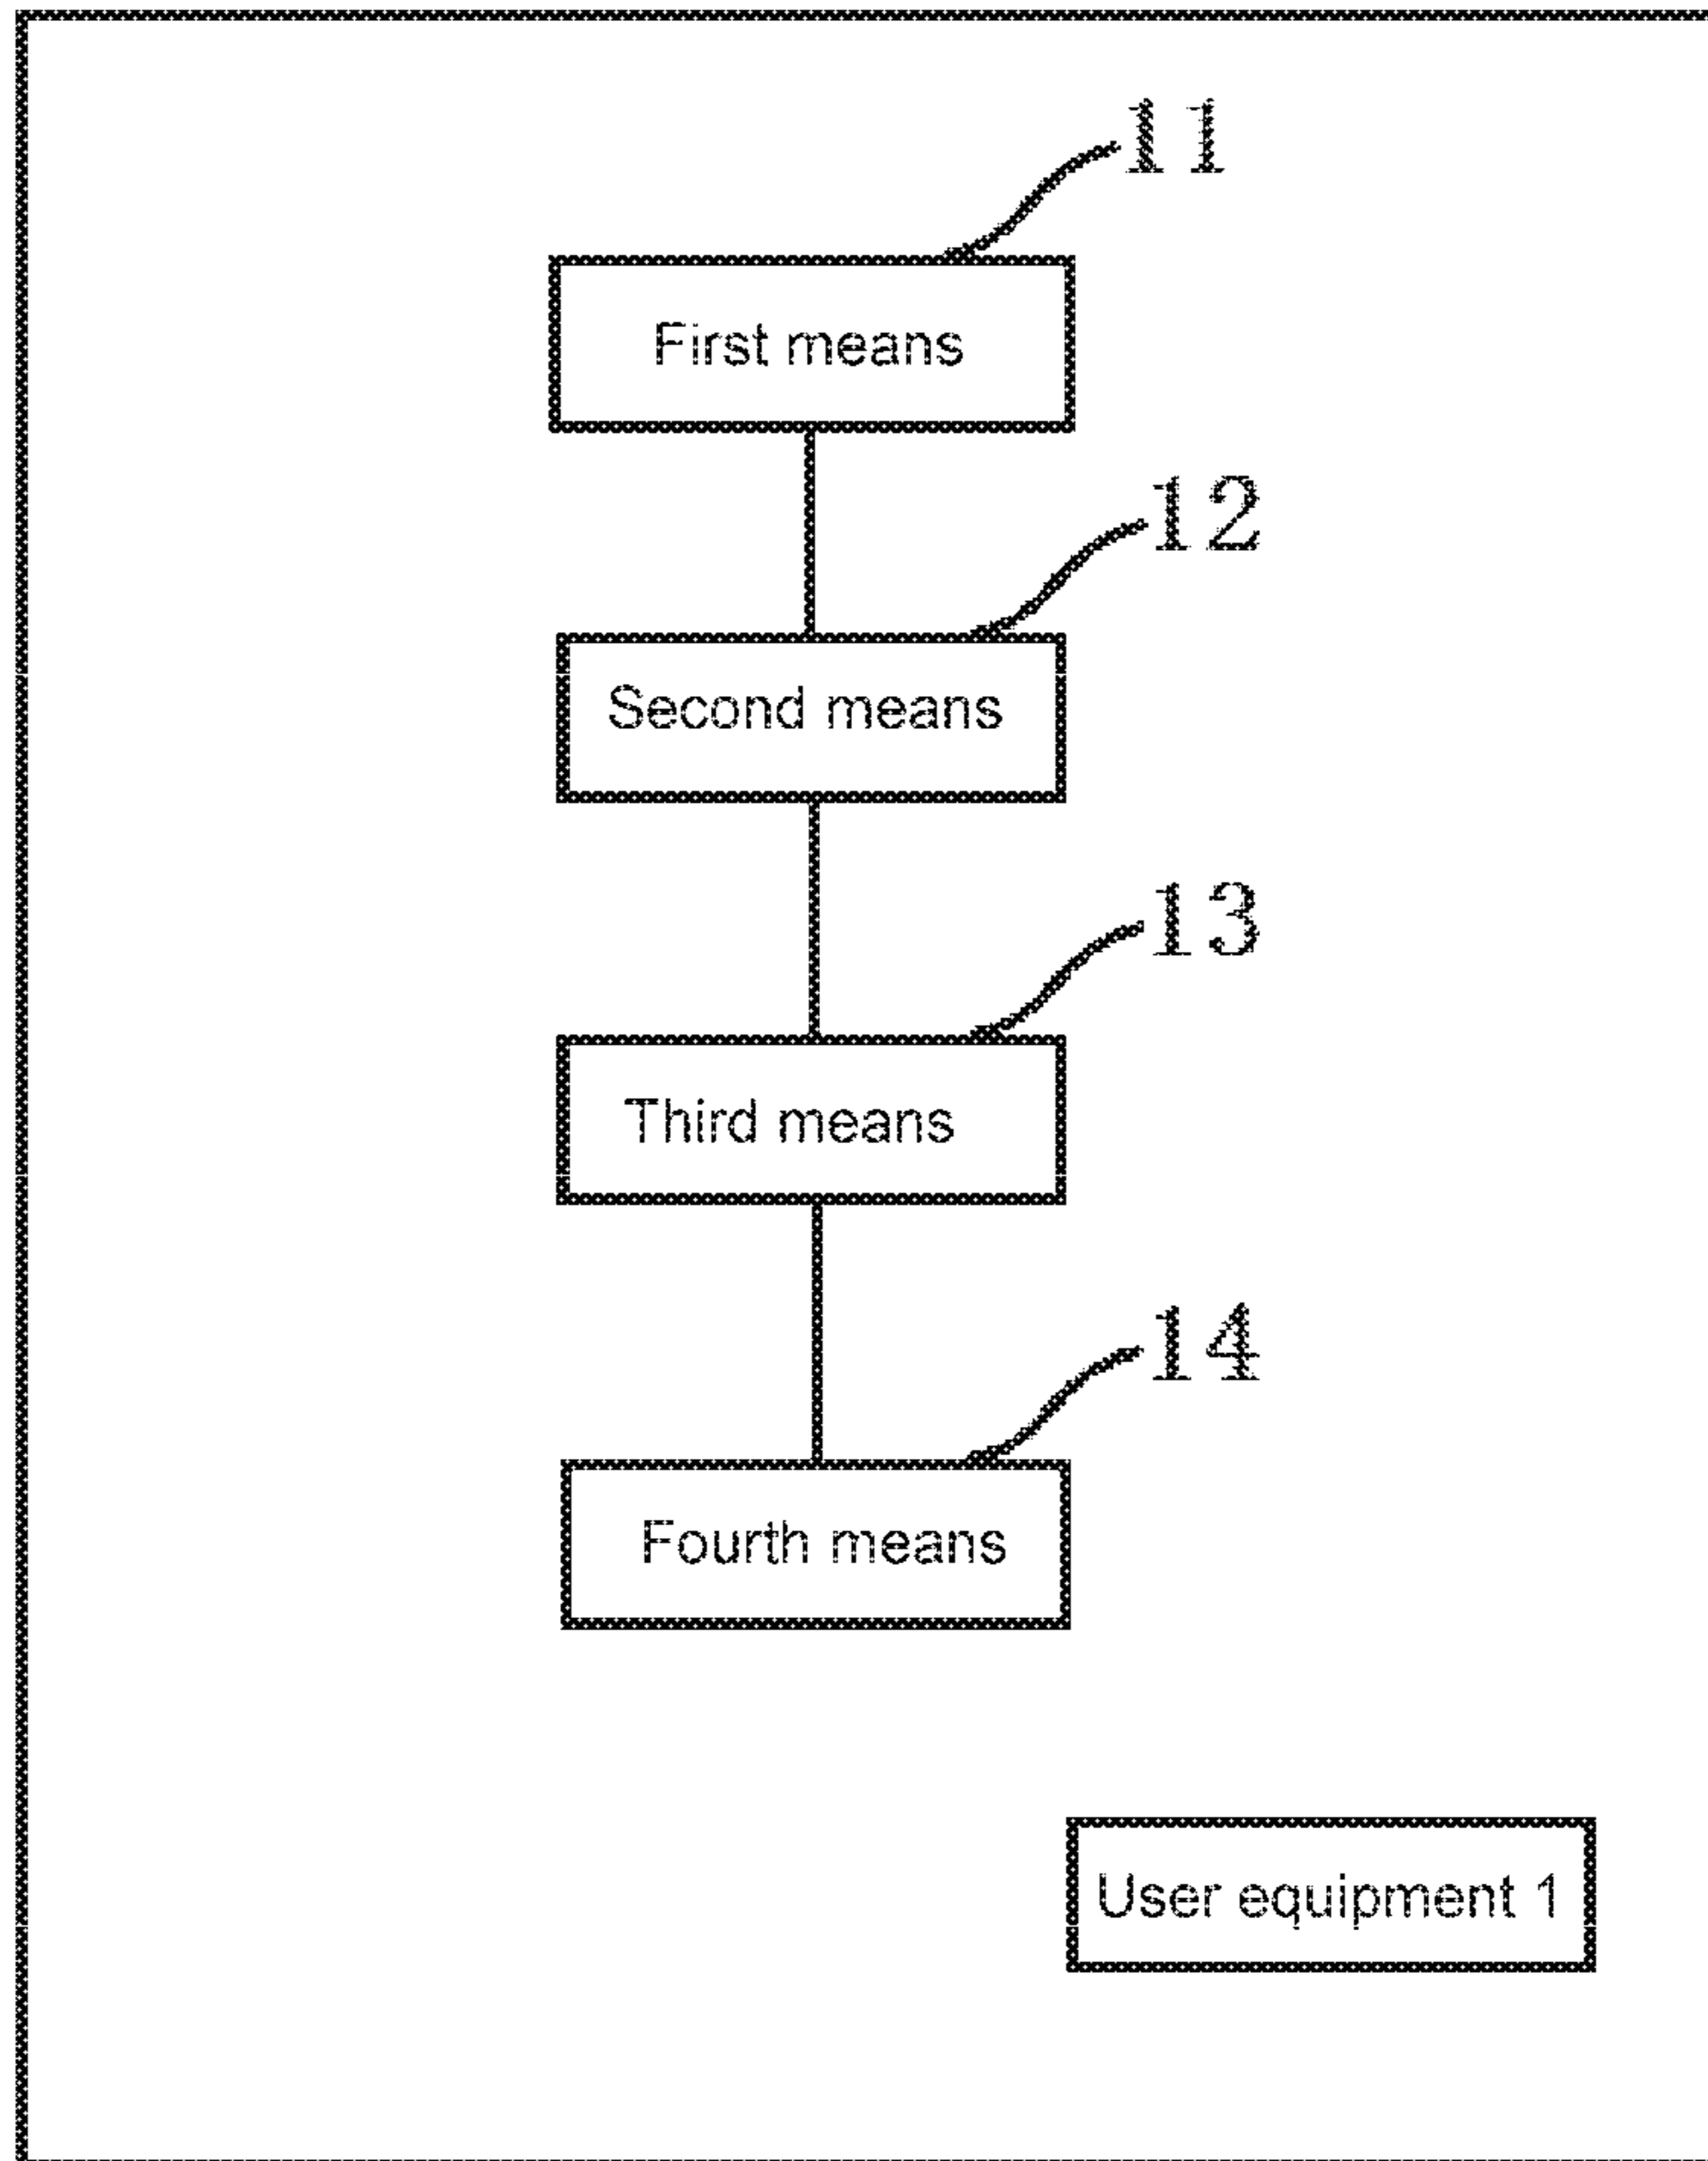 11
First means
12
Second means
13
Third means
14
Fourth means
User equipment 1